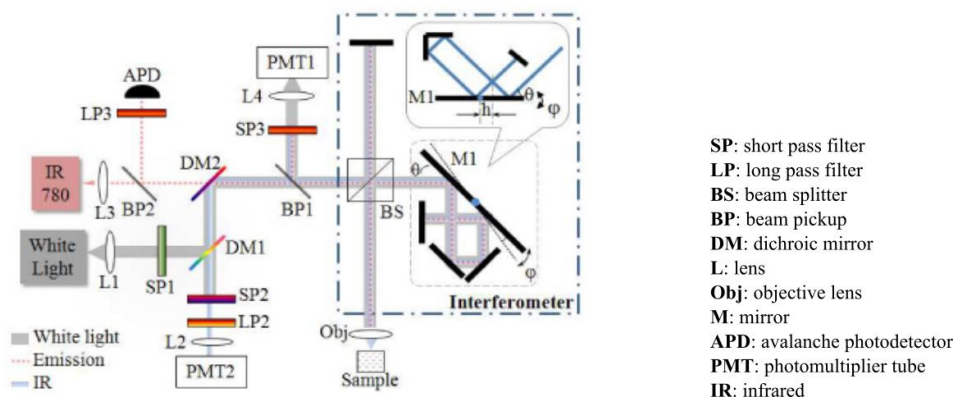 APD
LP3
IR
780
L3
BP2
DM2
White
Light
L1
SP1
DM1
SP2
LP2
L2
PMT2
White light
Emission
IR
PMT1
L4
SP3
BP1
BS
Obj
Sample
M1
h
θ
φ
M1
θ
φ
Interferometer
SP: short pass filter
LP: long pass filter
BS: beam splitter
BP: beam pickup
DM: dichroic mirror
L: lens
Obj: objective lens
M: mirror
APD: avalanche photodetector
PMT: photomultiplier tube
IR: infrared